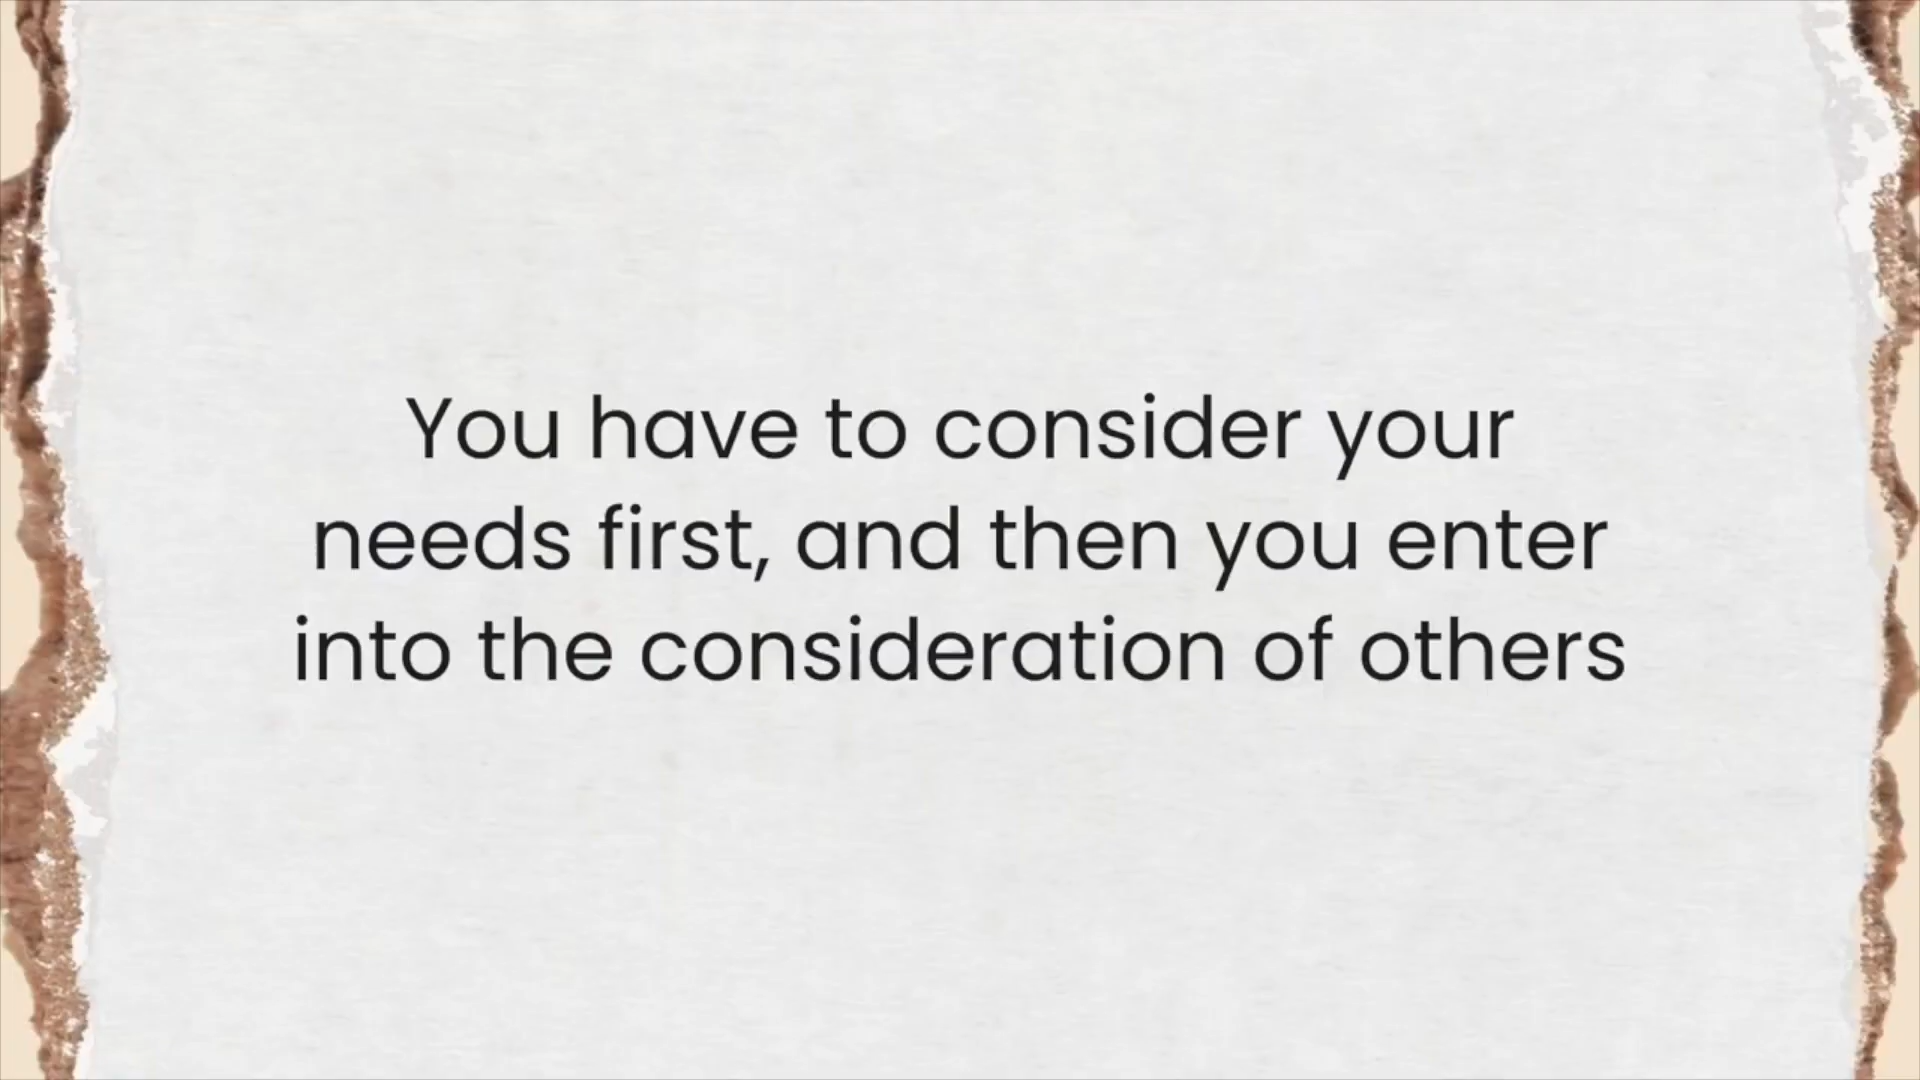 You have to consider your
needs first, and then you enter
into the consideration of others